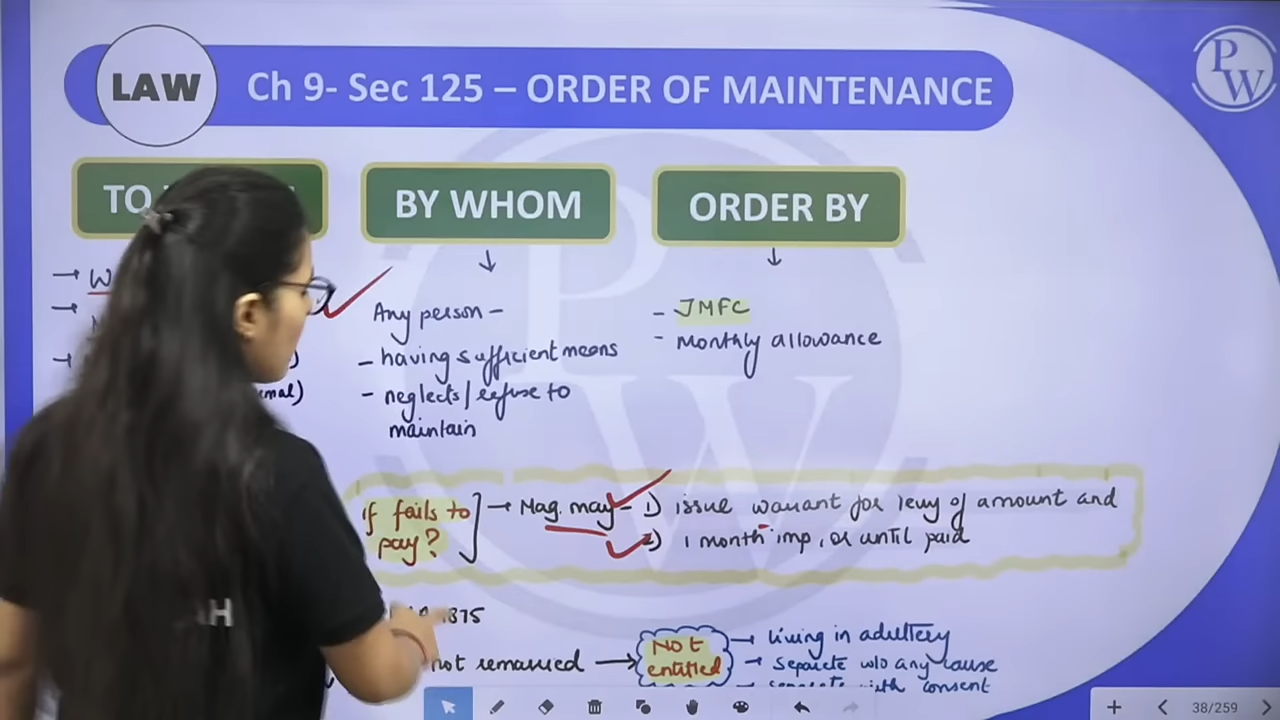 LAW
Ch 9- Sec 125 – ORDER OF MAINTENANCE
PW
TO
BY WHOM
ORDER BY
→ W
Any person –
- having sufficient means
- neglects/refuse to
maintain
- JMFC
- Monthly allowance
If fails to
pay?
→ Mag. may – 1) issue warrant for levy of amount and
2) 1 month imp, or until paid
not remarried →
Not
entitled
→ living in adultery
→ separate w/o any cause
→ separate with consent
38/259